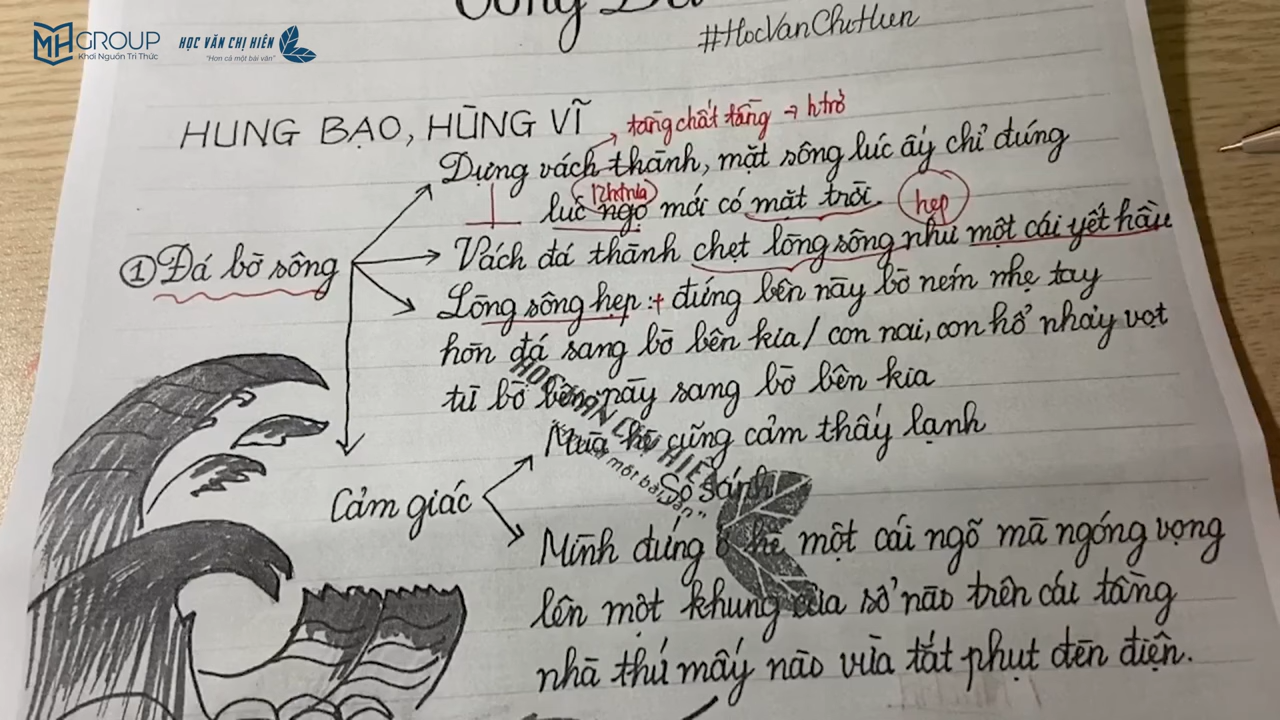 MH GROUP
Khơi Nguồn Tri Thức
HỌC VĂN CHỊ HIÊN
"Hơn cả một bài văn"
#HocVanChiHien
HUNG BẠO, HÙNG VĨ
tầng chất tầng → htrở
Dựng vách thành, mặt sông lúc ấy chỉ đúng
12h trưa
lúc ngọ mới có mặt trời.
hẹp
① Đá bờ sông
Vách đá thành chẹt lòng sông như một cái yết hầu
Lòng sông hẹp: + đứng bên này bờ ném nhẹ tay
hòn đá sang bờ bên kia / con nai, con hổ nhảy vọt
từ bờ bên này sang bờ bên kia
Mùa hè cũng cảm thấy lạnh
HỌC VĂN CHỊ HIÊN
Cảm giác
So sánh
Mình đứng ở hè một cái ngõ mà ngóng vọng
lên một khung cửa sổ nào trên cái tầng
nhà thứ mấy nào vừa tắt phụt đèn điện.